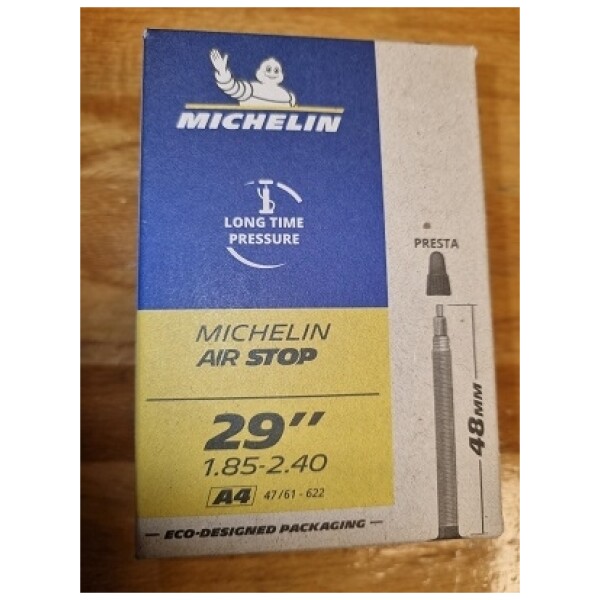 MICHELIN
LONG TIME
PRESSURE
PRESTA
MICHELIN
AIR STOP
29"
1.85-2.40
A4 47/61 - 622
48MM
ECO-DESIGNED PACKAGING